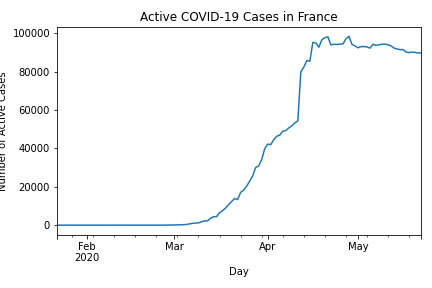 Active COVID-19 Cases in France
Number of Active Cases
100000
80000
60000
40000
20000
0
Feb
2020
Mar
Apr
May
Day